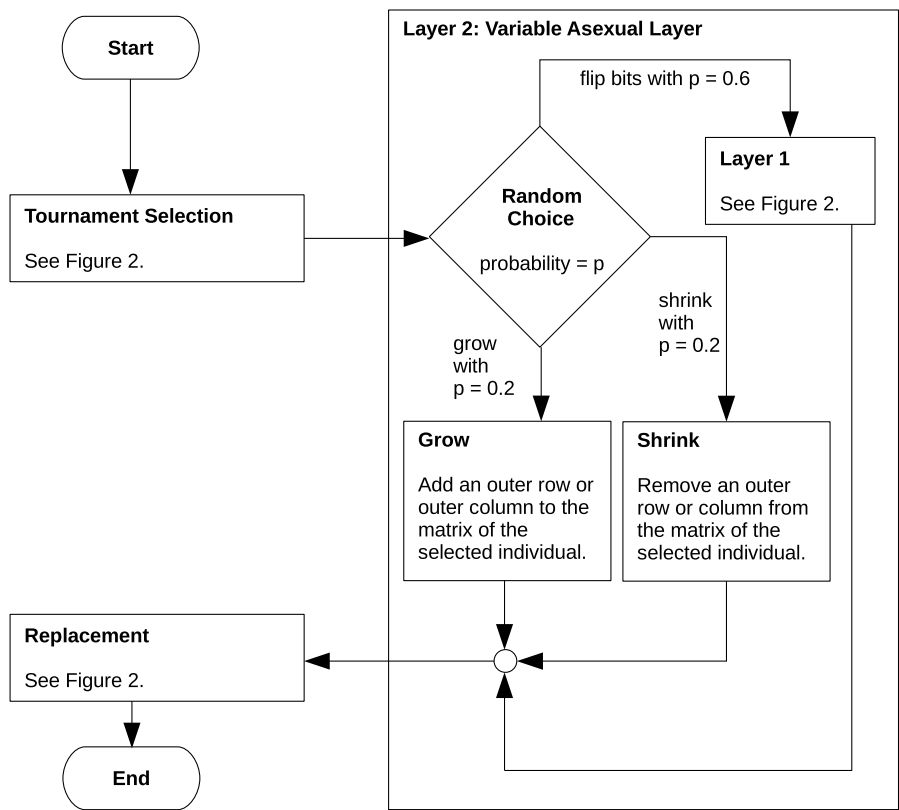 Start
Layer 2: Variable Asexual Layer
flip bits with p = 0.6
Layer 1
See Figure 2.
Random
Choice
probability = p
Tournament Selection
See Figure 2.
shrink
with
p = 0.2
grow
with
p = 0.2
Grow
Add an outer row or
outer column to the
matrix of the
selected individual.
Shrink
Remove an outer
row or column from
the matrix of the
selected individual.
Replacement
See Figure 2.
End